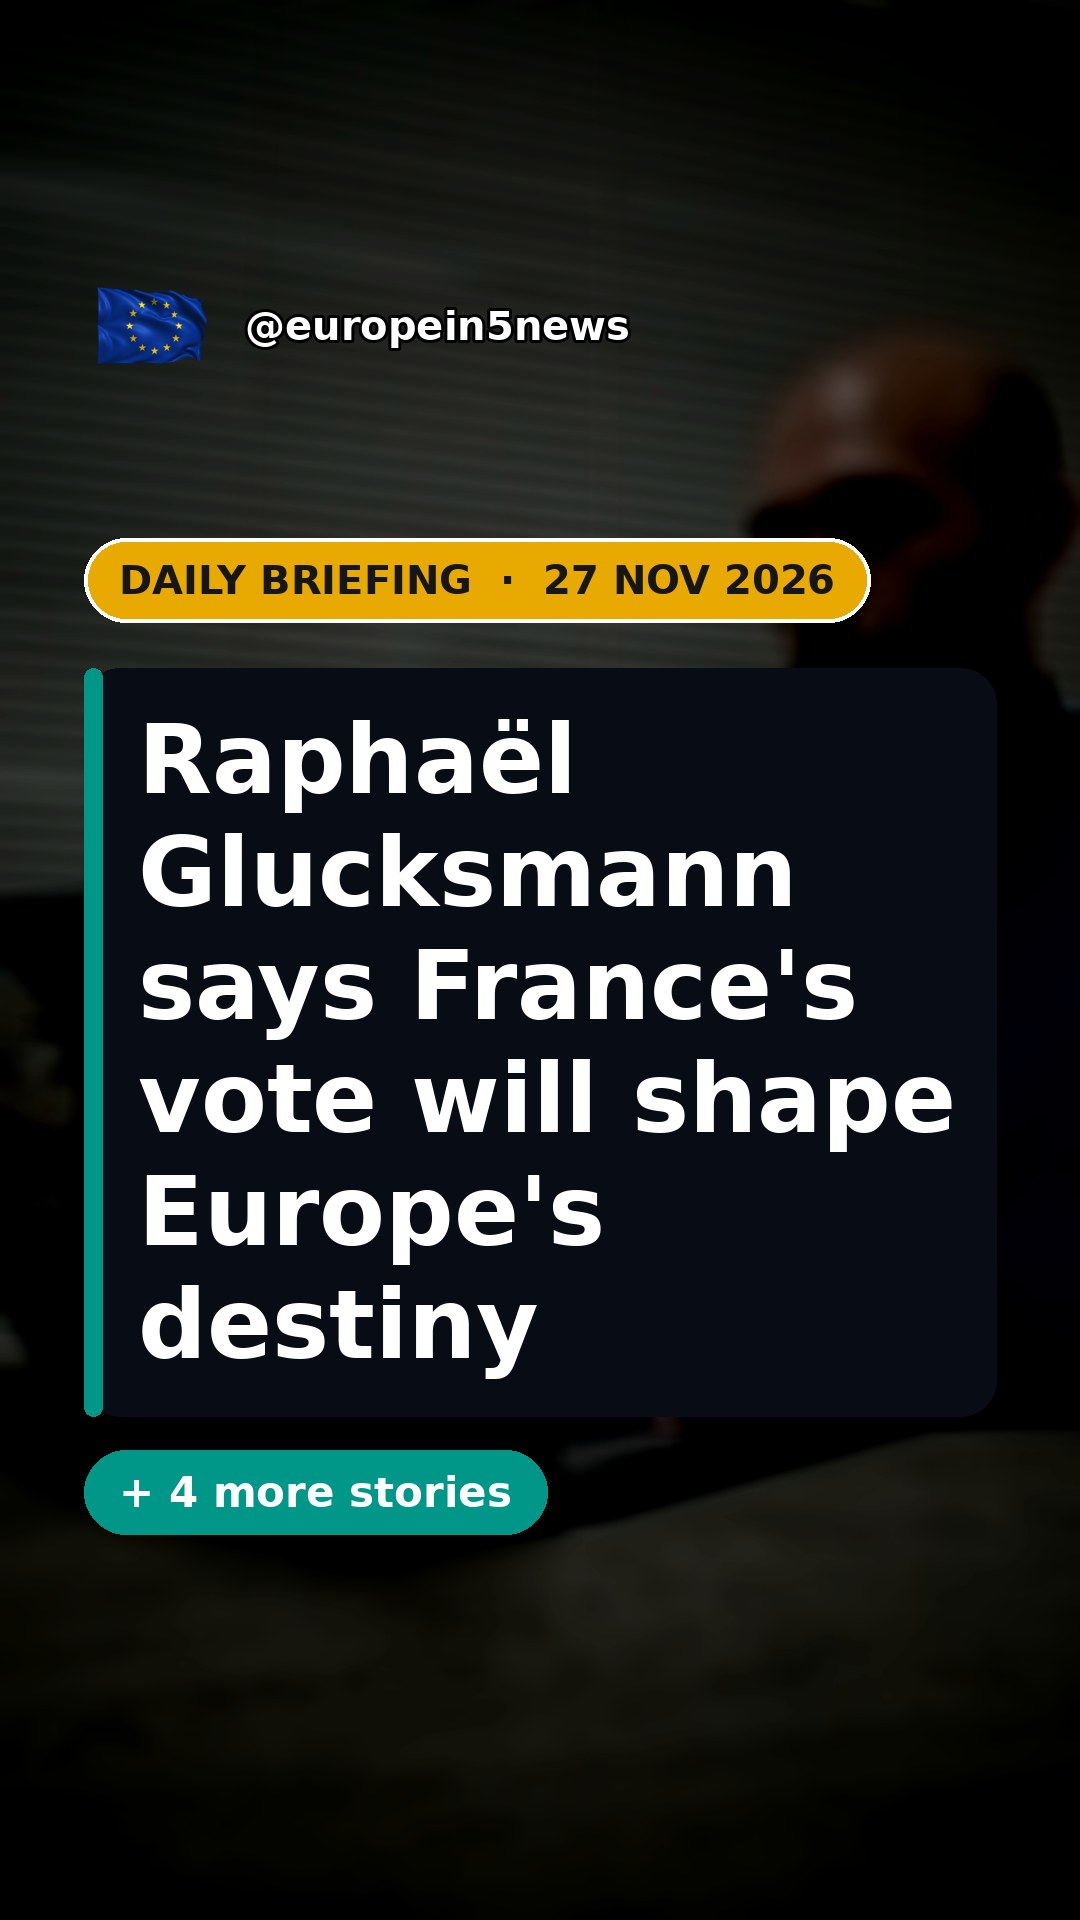 @europein5news
DAILY BRIEFING · 27 NOV 2026
Raphaël
Glucksmann
says France's
vote will shape
Europe's
destiny
+ 4 more stories